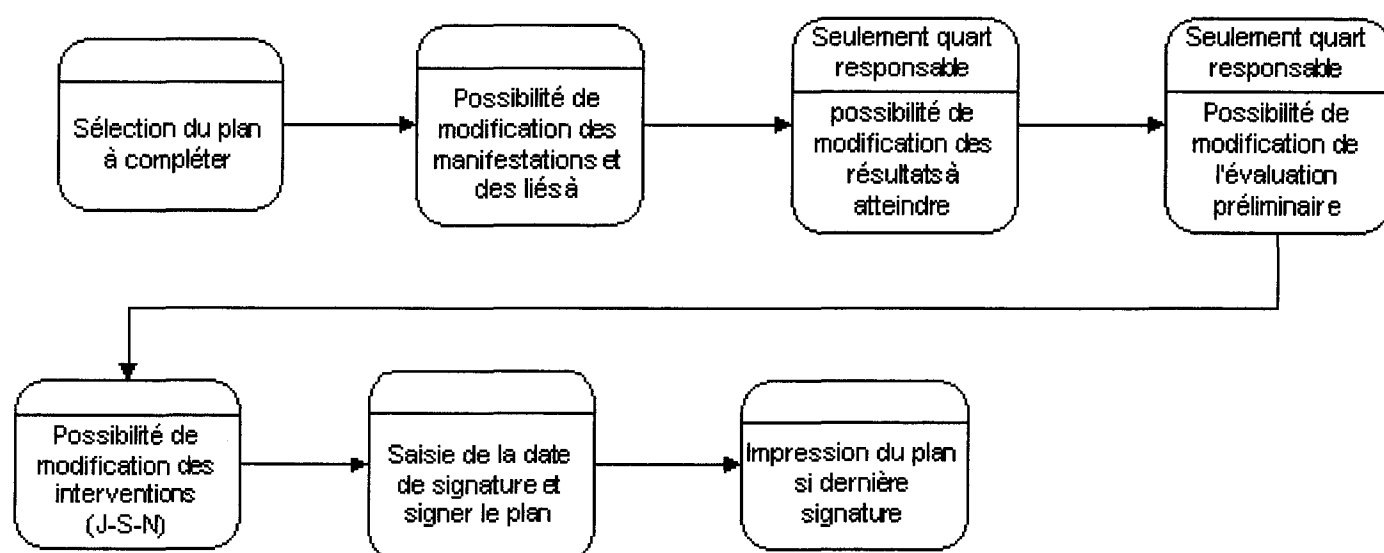 Sélection du plan
à compléter
Possibilité de
modification des
manifestations et
des liés à
Seulement quart
responsable
possibilité de
modification des
résultats à
atteindre
Seulement quart
responsable
Possibilité de
modification de
l'évaluation
préliminaire
Possibilité de
modification des
interventions
(J-S-N)
Saisie de la date
de signature et
signer le plan
Impression du plan
si dernière
signature